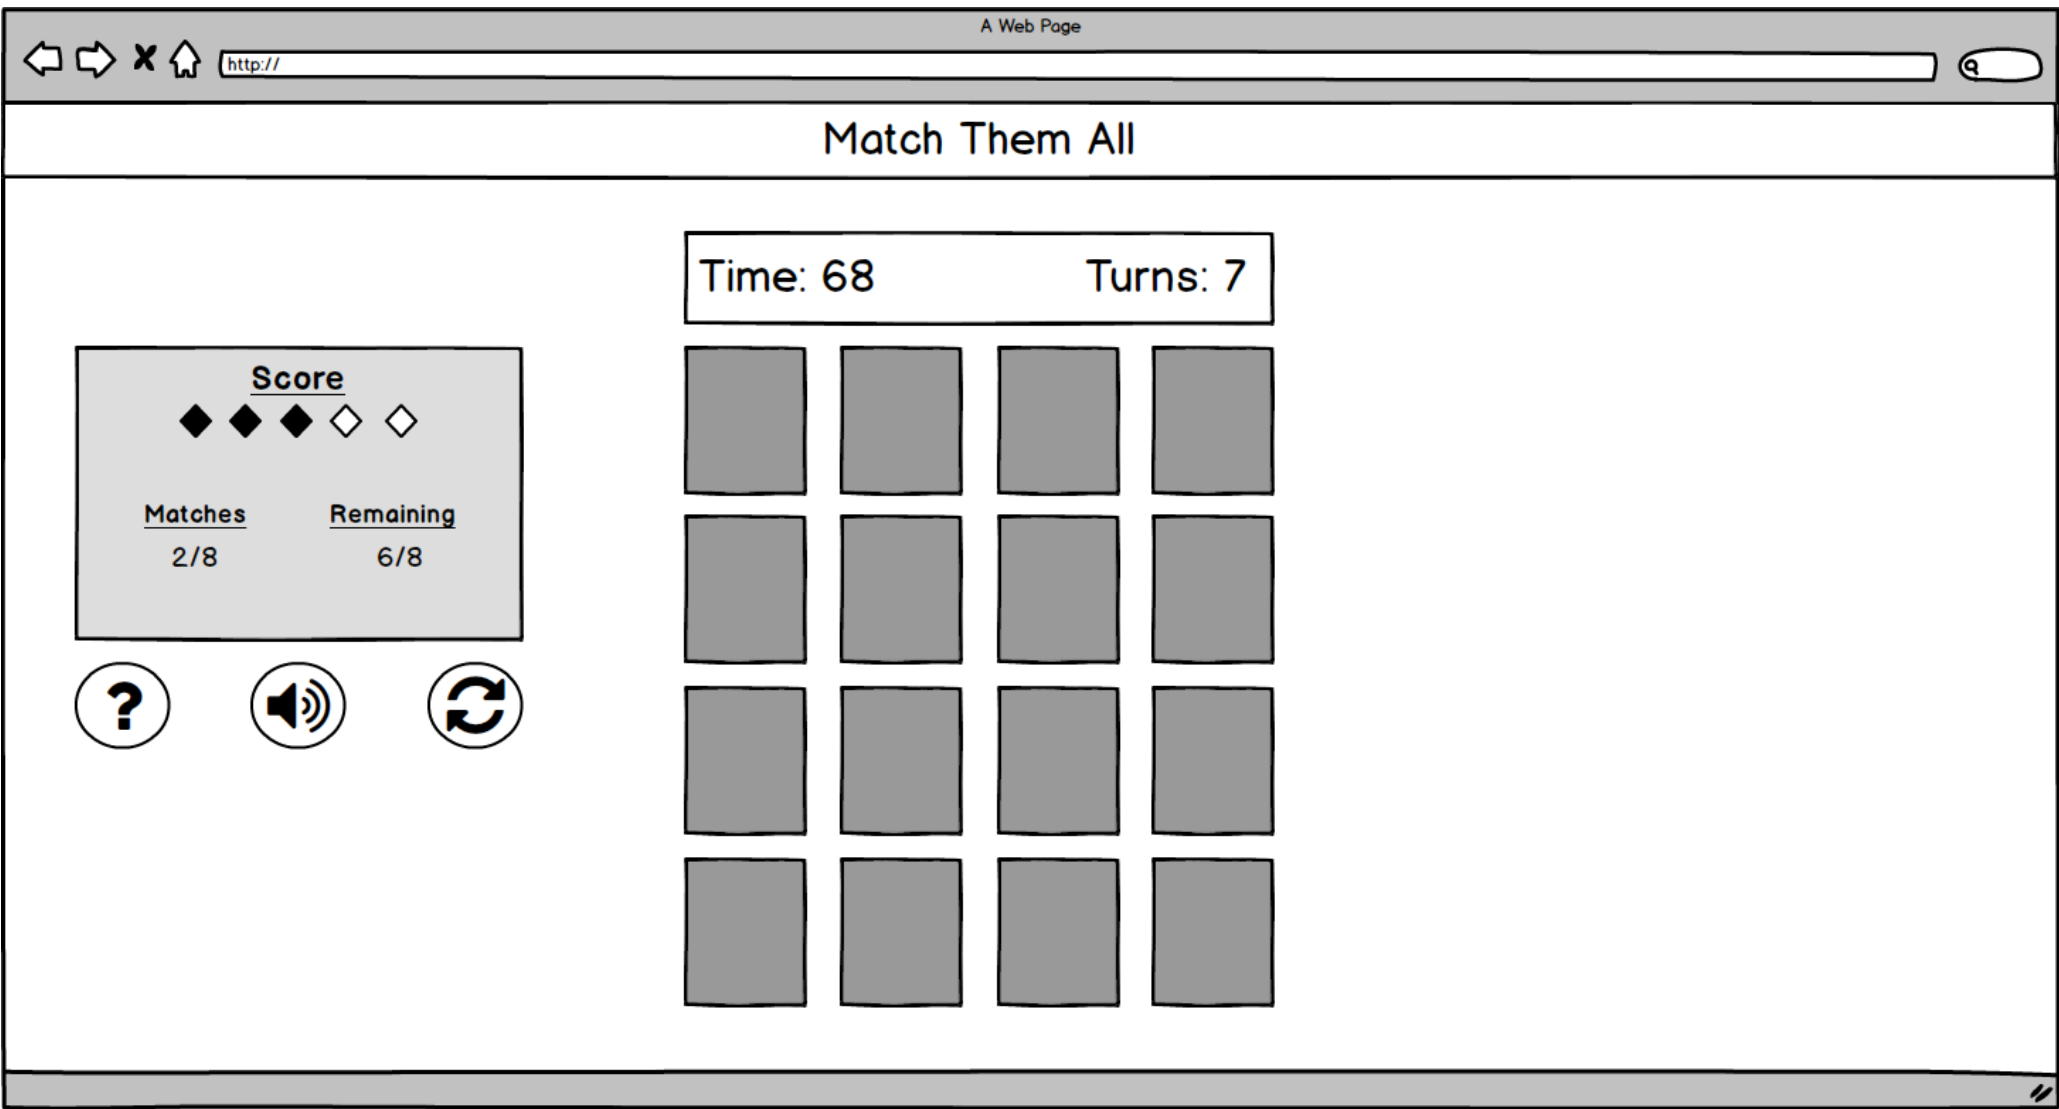 A Web Page
http://
Match Them All
Time: 68 Turns: 7
Score
Matches Remaining
2/8 6/8
?